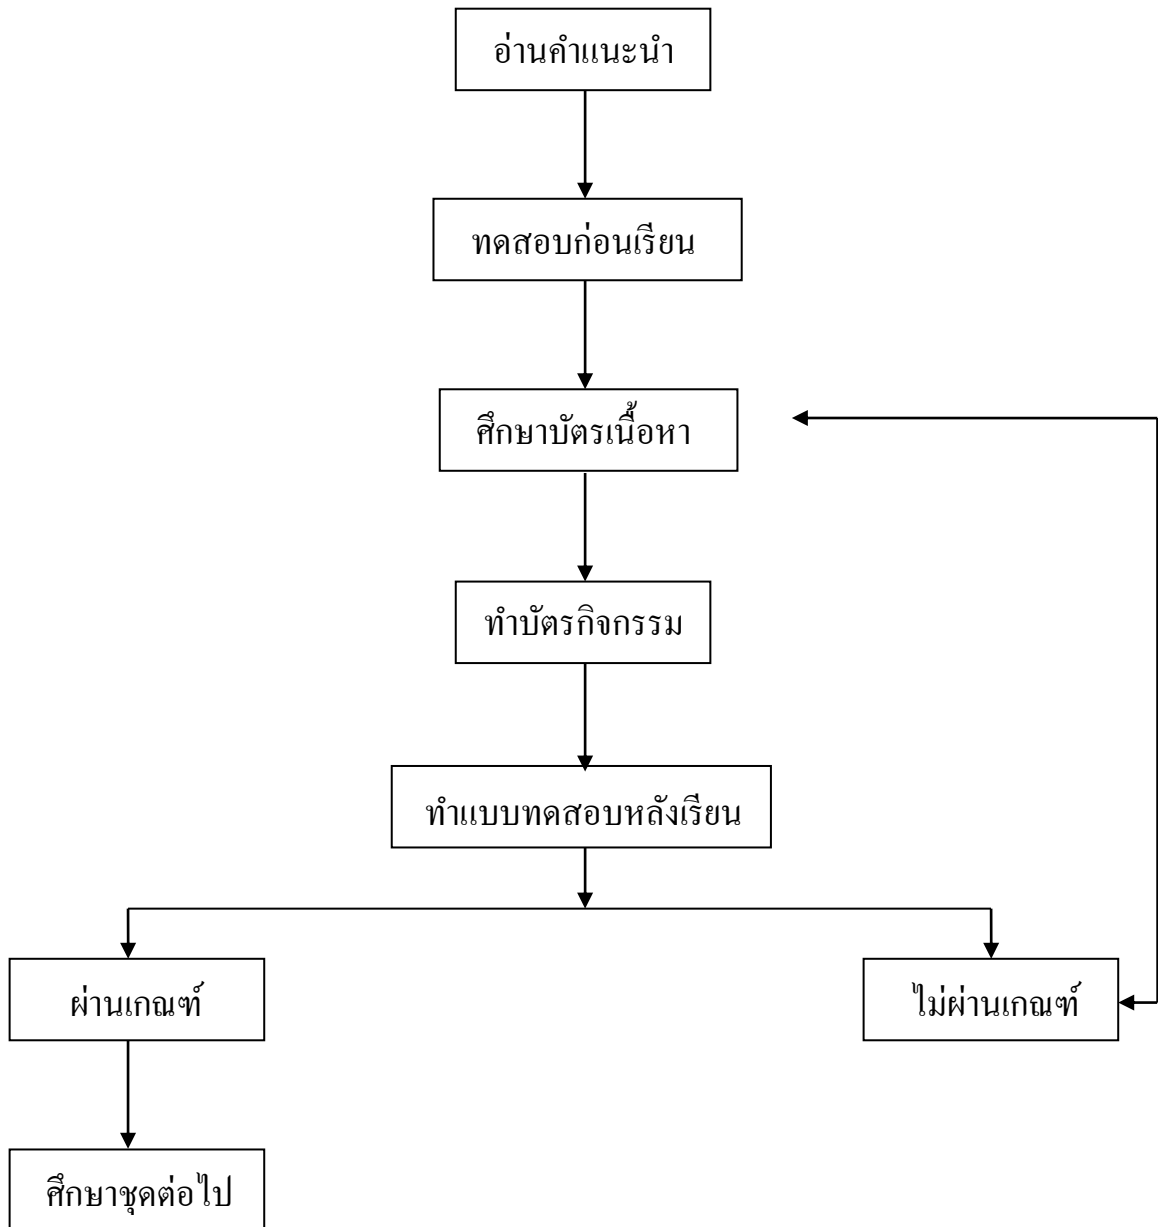 อ่านคำแนะนำ
ทดสอบก่อนเรียน
ศึกษาบัตรเนื้อหา
ทำบัตรกิจกรรม
ทำแบบทดสอบหลังเรียน
ผ่านเกณฑ์
ไม่ผ่านเกณฑ์
ศึกษาชุดต่อไป